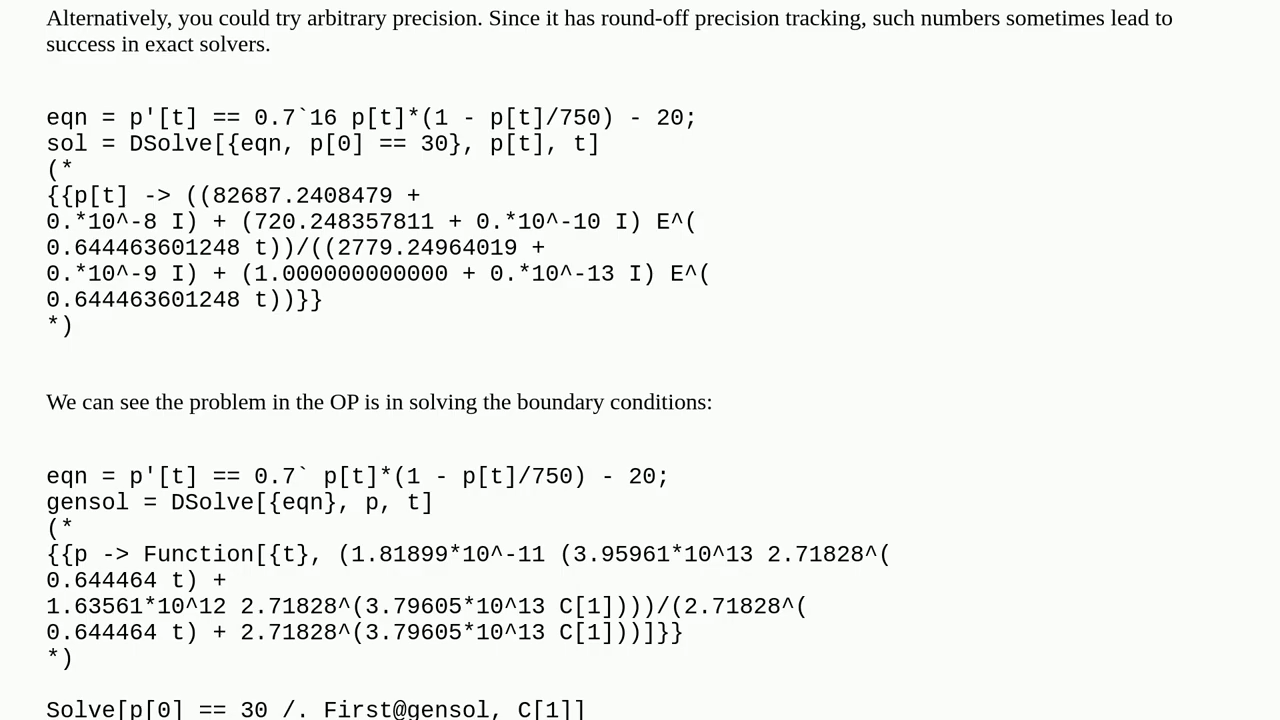 Alternatively, you could try arbitrary precision. Since it has round-off precision tracking, such numbers sometimes lead to
success in exact solvers.
eqn = p'[t] == 0.7`16 p[t]*(1 - p[t]/750) - 20;
sol = DSolve[{eqn, p[0] == 30}, p[t], t]
(*
{{p[t] -> ((82687.2408479 +
0.*10^-8 I) + (720.248357811 + 0.*10^-10 I) E^(
0.644463601248 t))/((2779.24964019 +
0.*10^-9 I) + (1.000000000000 + 0.*10^-13 I) E^(
0.644463601248 t))}}
*)
We can see the problem in the OP is in solving the boundary conditions:
eqn = p'[t] == 0.7` p[t]*(1 - p[t]/750) - 20;
gensol = DSolve[{eqn}, p, t]
(*
{{p -> Function[{t}, (1.81899*10^-11 (3.95961*10^13 2.71828^(
0.644464 t) +
1.63561*10^12 2.71828^(3.79605*10^13 C[1])))/(2.71828^(
0.644464 t) + 2.71828^(3.79605*10^13 C[1]))]}}
*)
Solve[p[0] == 30 /. First@gensol, C[1]]